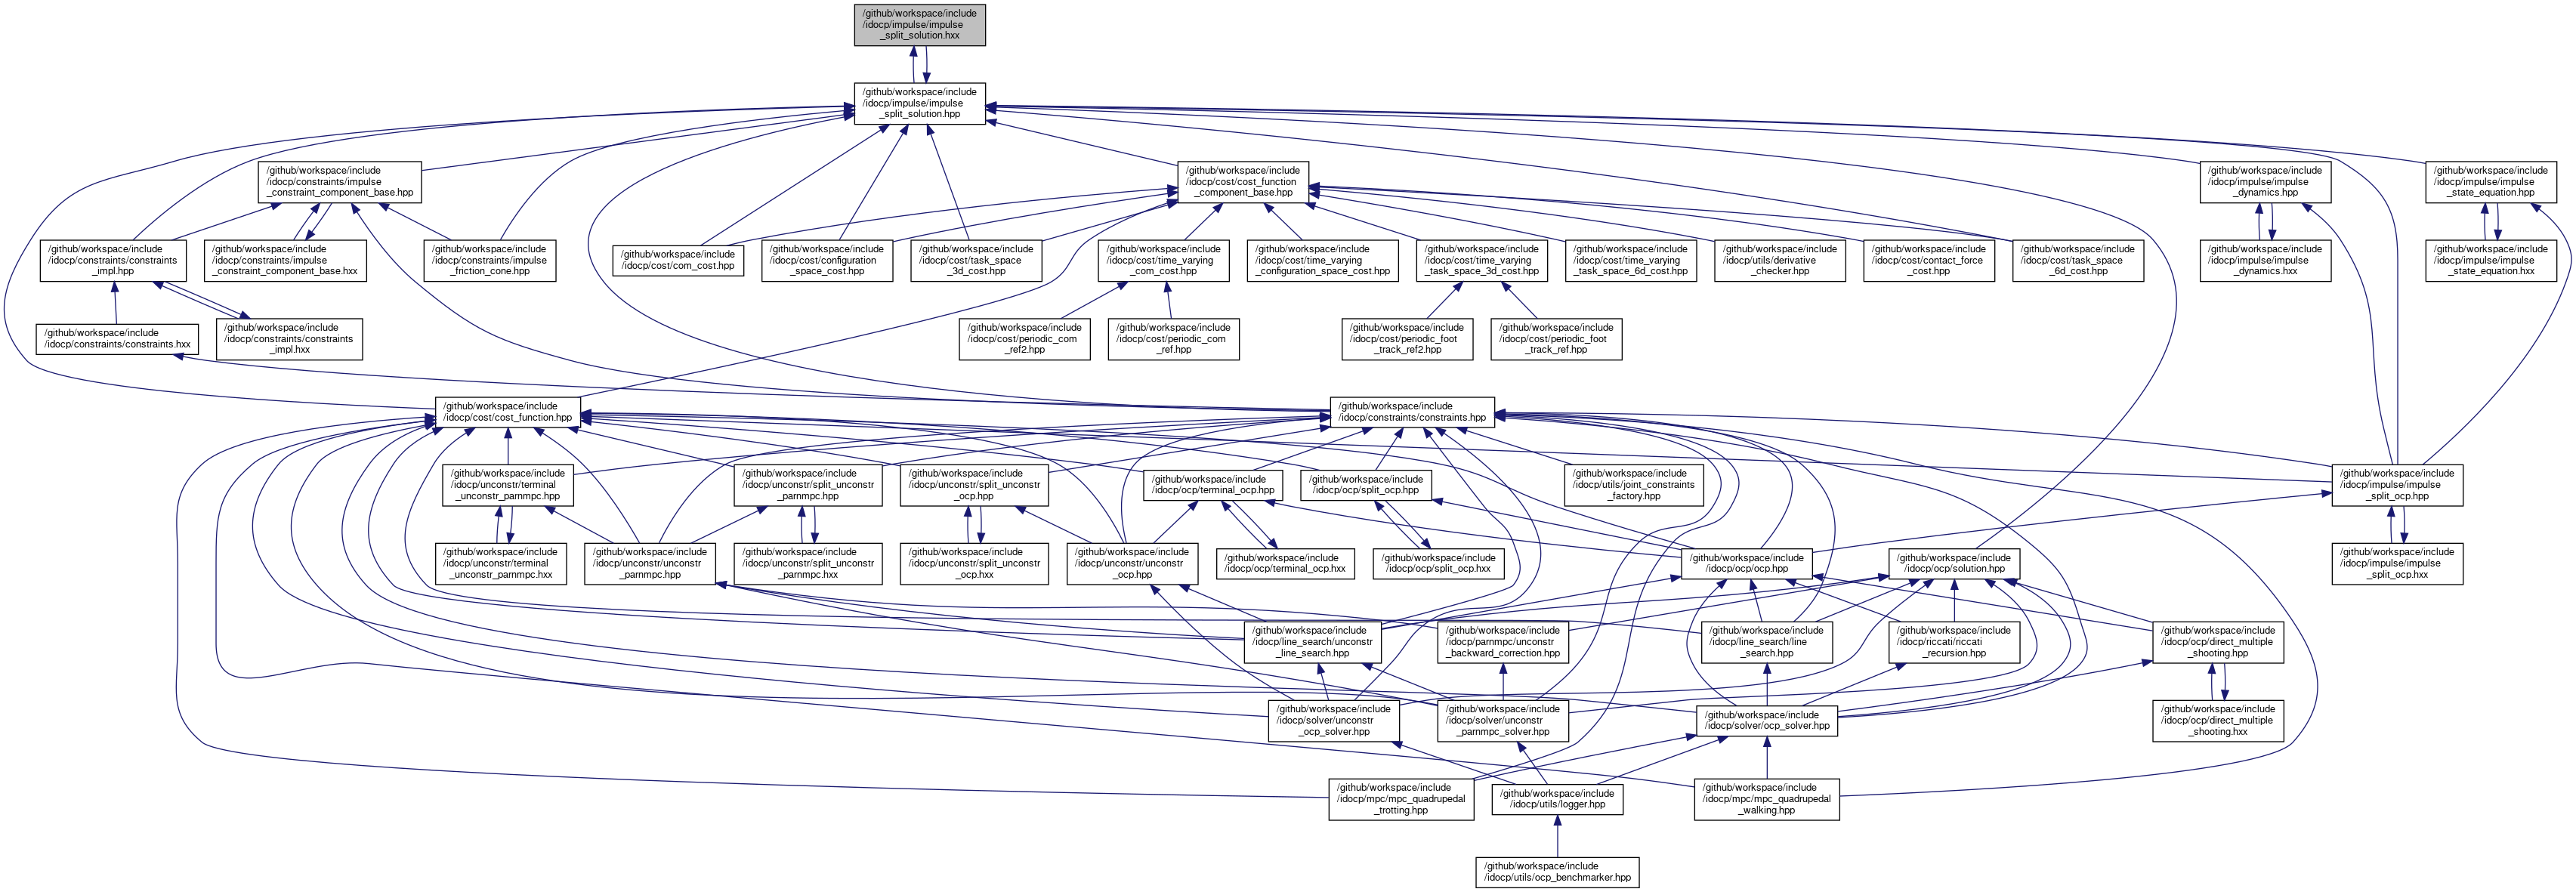 /github/workspace/include
/idocp/impulse/impulse
_split_solution.hxx
/github/workspace/include
/idocp/impulse/impulse
_split_solution.hpp
/github/workspace/include
/idocp/constraints/impulse
_constraint_component_base.hpp
/github/workspace/include
/idocp/cost/cost_function
_component_base.hpp
/github/workspace/include
/idocp/impulse/impulse
_dynamics.hpp
/github/workspace/include
/idocp/impulse/impulse
_state_equation.hpp
/github/workspace/include
/idocp/constraints/constraints
_impl.hpp
/github/workspace/include
/idocp/constraints/impulse
_constraint_component_base.hxx
/github/workspace/include
/idocp/constraints/impulse
_friction_cone.hpp
/github/workspace/include
/idocp/cost/com_cost.hpp
/github/workspace/include
/idocp/cost/configuration
_space_cost.hpp
/github/workspace/include
/idocp/cost/task_space
_3d_cost.hpp
/github/workspace/include
/idocp/cost/time_varying
_com_cost.hpp
/github/workspace/include
/idocp/cost/time_varying
_configuration_space_cost.hpp
/github/workspace/include
/idocp/cost/time_varying
_task_space_3d_cost.hpp
/github/workspace/include
/idocp/cost/time_varying
_task_space_6d_cost.hpp
/github/workspace/include
/idocp/utils/derivative
_checker.hpp
/github/workspace/include
/idocp/cost/contact_force
_cost.hpp
/github/workspace/include
/idocp/cost/task_space
_6d_cost.hpp
/github/workspace/include
/idocp/impulse/impulse
_dynamics.hxx
/github/workspace/include
/idocp/impulse/impulse
_state_equation.hxx
/github/workspace/include
/idocp/constraints/constraints.hxx
/github/workspace/include
/idocp/constraints/constraints
_impl.hxx
/github/workspace/include
/idocp/cost/periodic_com
_ref2.hpp
/github/workspace/include
/idocp/cost/periodic_com
_ref.hpp
/github/workspace/include
/idocp/cost/periodic_foot
_track_ref2.hpp
/github/workspace/include
/idocp/cost/periodic_foot
_track_ref.hpp
/github/workspace/include
/idocp/cost/cost_function.hpp
/github/workspace/include
/idocp/constraints/constraints.hpp
/github/workspace/include
/idocp/unconstr/terminal
_unconstr_parnmpc.hpp
/github/workspace/include
/idocp/unconstr/split_unconstr
_parnmpc.hpp
/github/workspace/include
/idocp/unconstr/split_unconstr
_ocp.hpp
/github/workspace/include
/idocp/ocp/terminal_ocp.hpp
/github/workspace/include
/idocp/ocp/split_ocp.hpp
/github/workspace/include
/idocp/utils/joint_constraints
_factory.hpp
/github/workspace/include
/idocp/impulse/impulse
_split_ocp.hpp
/github/workspace/include
/idocp/unconstr/terminal
_unconstr_parnmpc.hxx
/github/workspace/include
/idocp/unconstr/unconstr
_parnmpc.hpp
/github/workspace/include
/idocp/unconstr/split_unconstr
_parnmpc.hxx
/github/workspace/include
/idocp/unconstr/split_unconstr
_ocp.hxx
/github/workspace/include
/idocp/unconstr/unconstr
_ocp.hpp
/github/workspace/include
/idocp/ocp/terminal_ocp.hxx
/github/workspace/include
/idocp/ocp/split_ocp.hxx
/github/workspace/include
/idocp/ocp/ocp.hpp
/github/workspace/include
/idocp/ocp/solution.hpp
/github/workspace/include
/idocp/impulse/impulse
_split_ocp.hxx
/github/workspace/include
/idocp/line_search/unconstr
_line_search.hpp
/github/workspace/include
/idocp/parnmpc/unconstr
_backward_correction.hpp
/github/workspace/include
/idocp/line_search/line
_search.hpp
/github/workspace/include
/idocp/riccati/riccati
_recursion.hpp
/github/workspace/include
/idocp/ocp/direct_multiple
_shooting.hpp
/github/workspace/include
/idocp/solver/unconstr
_ocp_solver.hpp
/github/workspace/include
/idocp/solver/unconstr
_parnmpc_solver.hpp
/github/workspace/include
/idocp/solver/ocp_solver.hpp
/github/workspace/include
/idocp/ocp/direct_multiple
_shooting.hxx
/github/workspace/include
/idocp/mpc/mpc_quadrupedal
_trotting.hpp
/github/workspace/include
/idocp/utils/logger.hpp
/github/workspace/include
/idocp/mpc/mpc_quadrupedal
_walking.hpp
/github/workspace/include
/idocp/utils/ocp_benchmarker.hpp